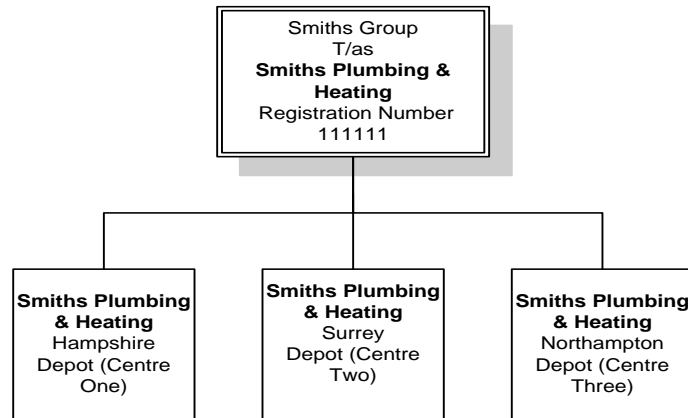 Smiths Group
T/as
Smiths Plumbing &
Heating
Registration Number
111111
Smiths Plumbing
& Heating
Hampshire
Depot (Centre
One)
Smiths Plumbing
& Heating
Surrey
Depot (Centre
Two)
Smiths Plumbing
& Heating
Northampton
Depot (Centre
Three)